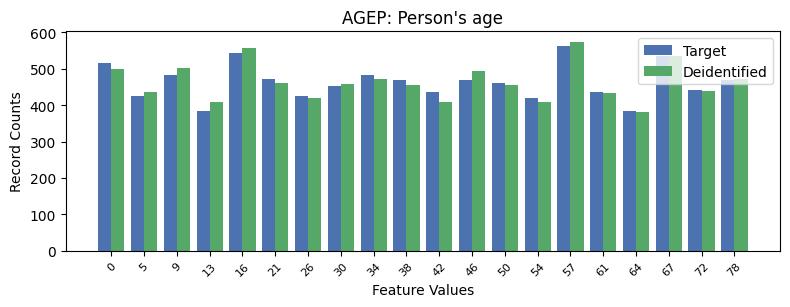 AGEP: Person's age
600
500
400
300
200
100
0
Record Counts
Target
Deidentified
0 5 9 13 16 21 26 30 34 38 42 46 50 54 57 61 64 67 72 78
Feature Values